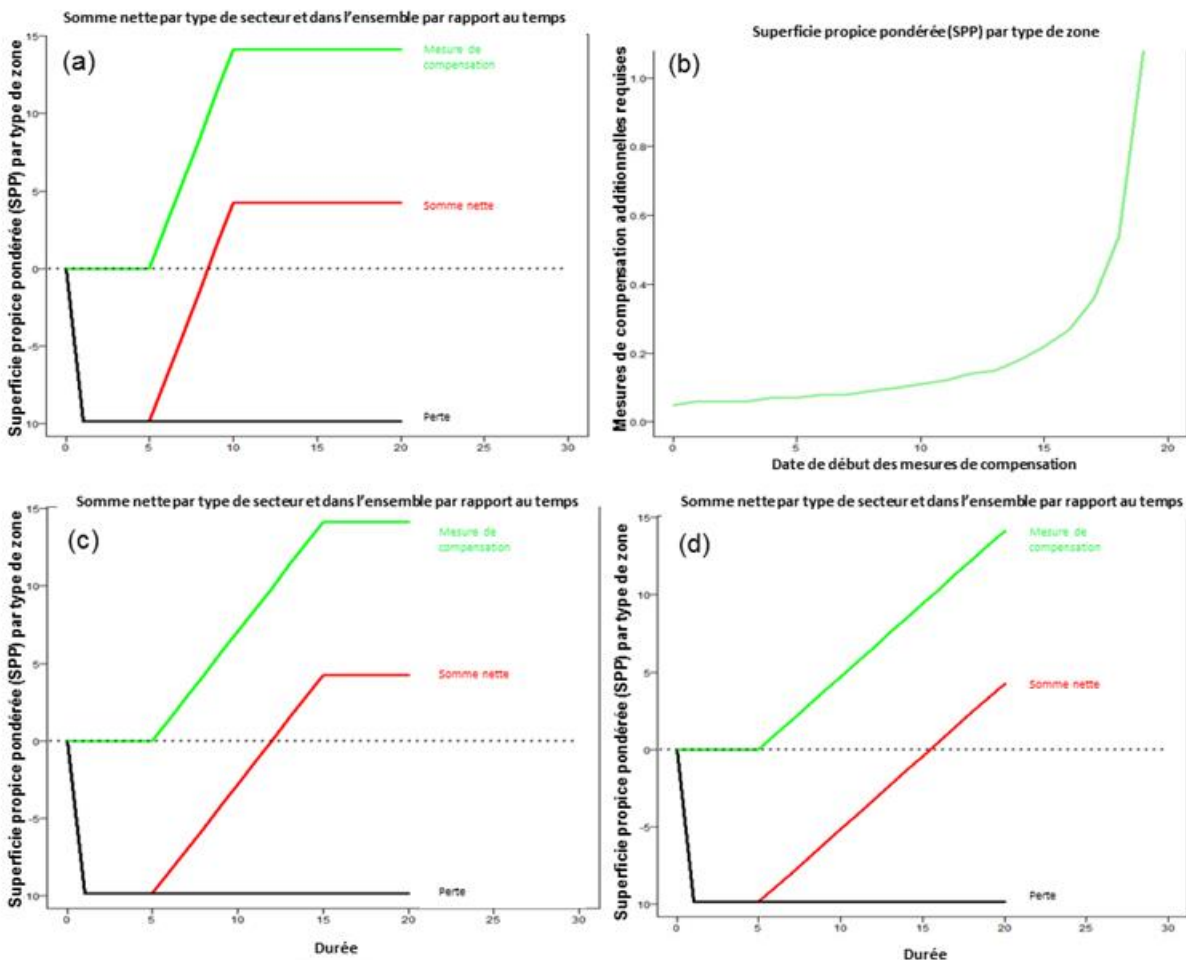 Somme nette par type de secteur et dans l'ensemble par rapport au temps
(a)
Superficie propice pondérée (SPP) par type de zone
15
10
5
0
-5
10
0 5 10 15 20 25 30
Mesure de
compensation
Somme nette
Perte
Superficie propice pondérée (SPP) par type de zone
(b)
Mesures de compensation additionnelles requises
1.0
0.8
0.6
0.4
0.2
0.0
0 5 10 15 20
Date de début des mesures de compensation
Somme nette par type de secteur et dans l'ensemble par rapport au temps
(c)
Superficie propice pondérée (SPP) par type de zone
15
10
5
0
-5
10
0 5 10 15 20 25 30
Mesure de
compensation
Somme nette
Perte
Durée
Somme nette par type de secteur et dans l'ensemble par rapport au temps
(d)
Superficie propice pondérée (SPP) par type de zone
15
10
5
0
-5
10
0 5 10 15 20 25 30
Mesure de
compensation
Somme nette
Perte
Durée